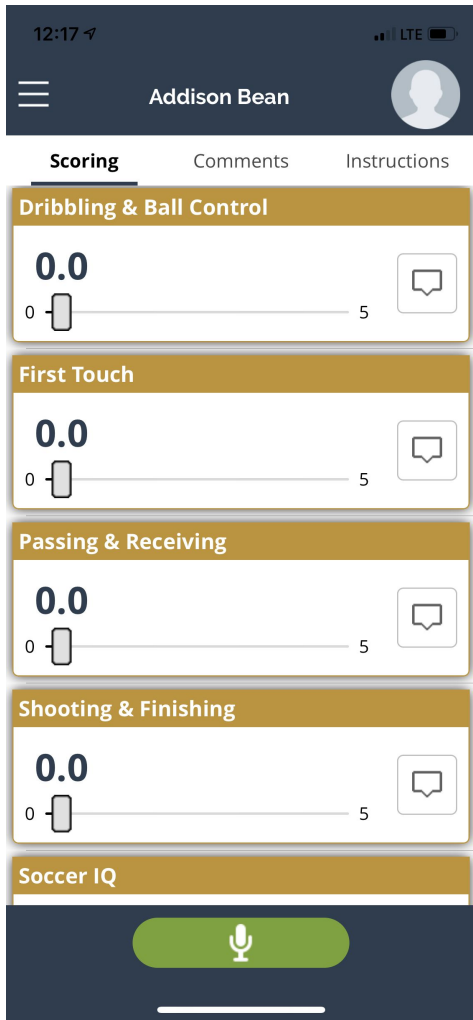 12:17
LTE
Addison Bean
Scoring Comments Instructions
Dribbling & Ball Control
0.0
0 5
First Touch
0.0
0 5
Passing & Receiving
0.0
0 5
Shooting & Finishing
0.0
0 5
Soccer IQ